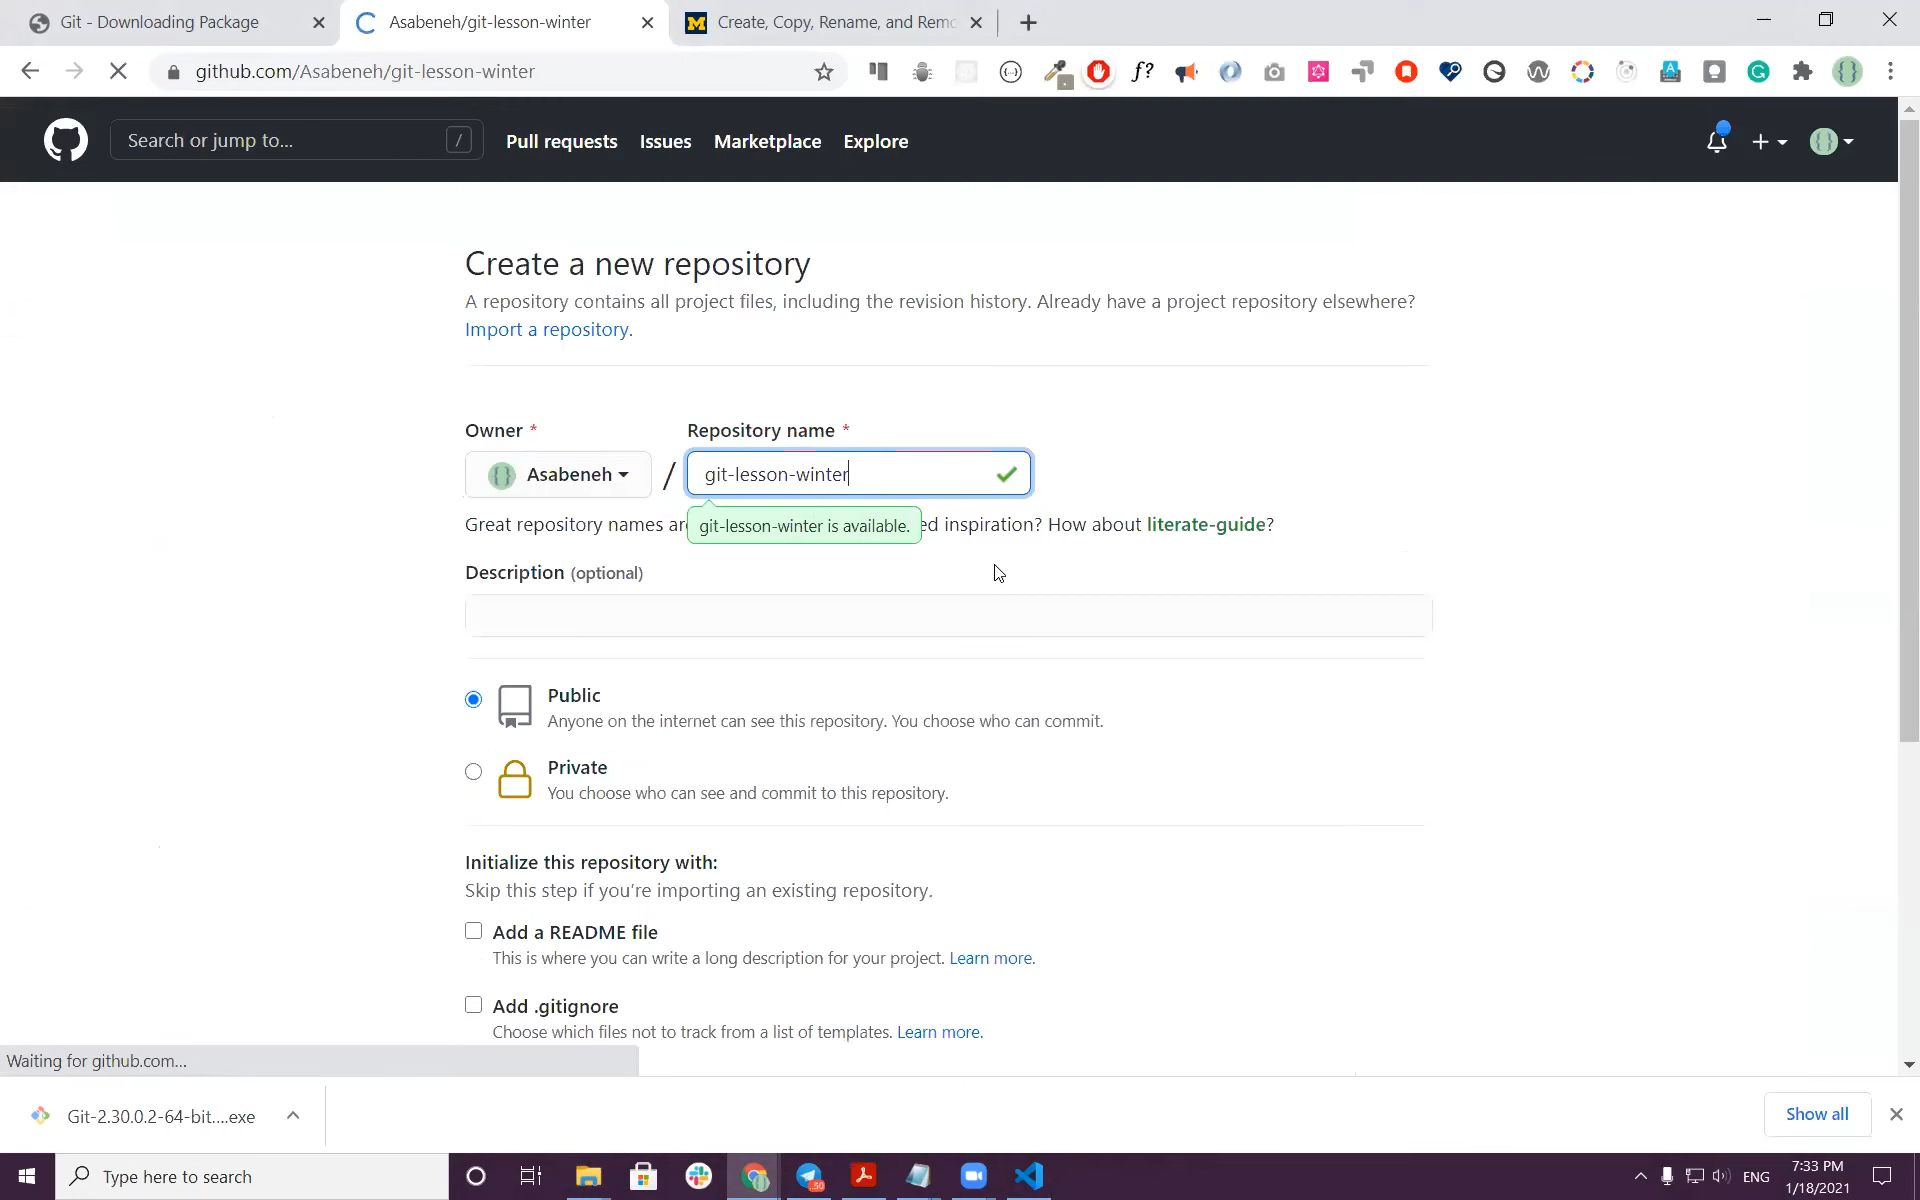 Git - Downloading Package
Asabeneh/git-lesson-winter
Create, Copy, Rename, and Remo
github.com/Asabeneh/git-lesson-winter
Search or jump to...
/
Pull requests
Issues
Marketplace
Explore
Create a new repository
A repository contains all project files, including the revision history. Already have a project repository elsewhere?
Import a repository.
Owner *
Repository name *
Asabeneh
/
git-lesson-winter
Great repository names are
git-lesson-winter is available.
ed inspiration? How about literate-guide?
Description (optional)
Public
Anyone on the internet can see this repository. You choose who can commit.
Private
You choose who can see and commit to this repository.
Initialize this repository with:
Skip this step if you're importing an existing repository.
Add a README file
This is where you can write a long description for your project. Learn more.
Add .gitignore
Choose which files not to track from a list of templates. Learn more.
Waiting for github.com...
Git-2.30.0.2-64-bit....exe
Show all
Type here to search
ENG
7:33 PM
1/18/2021